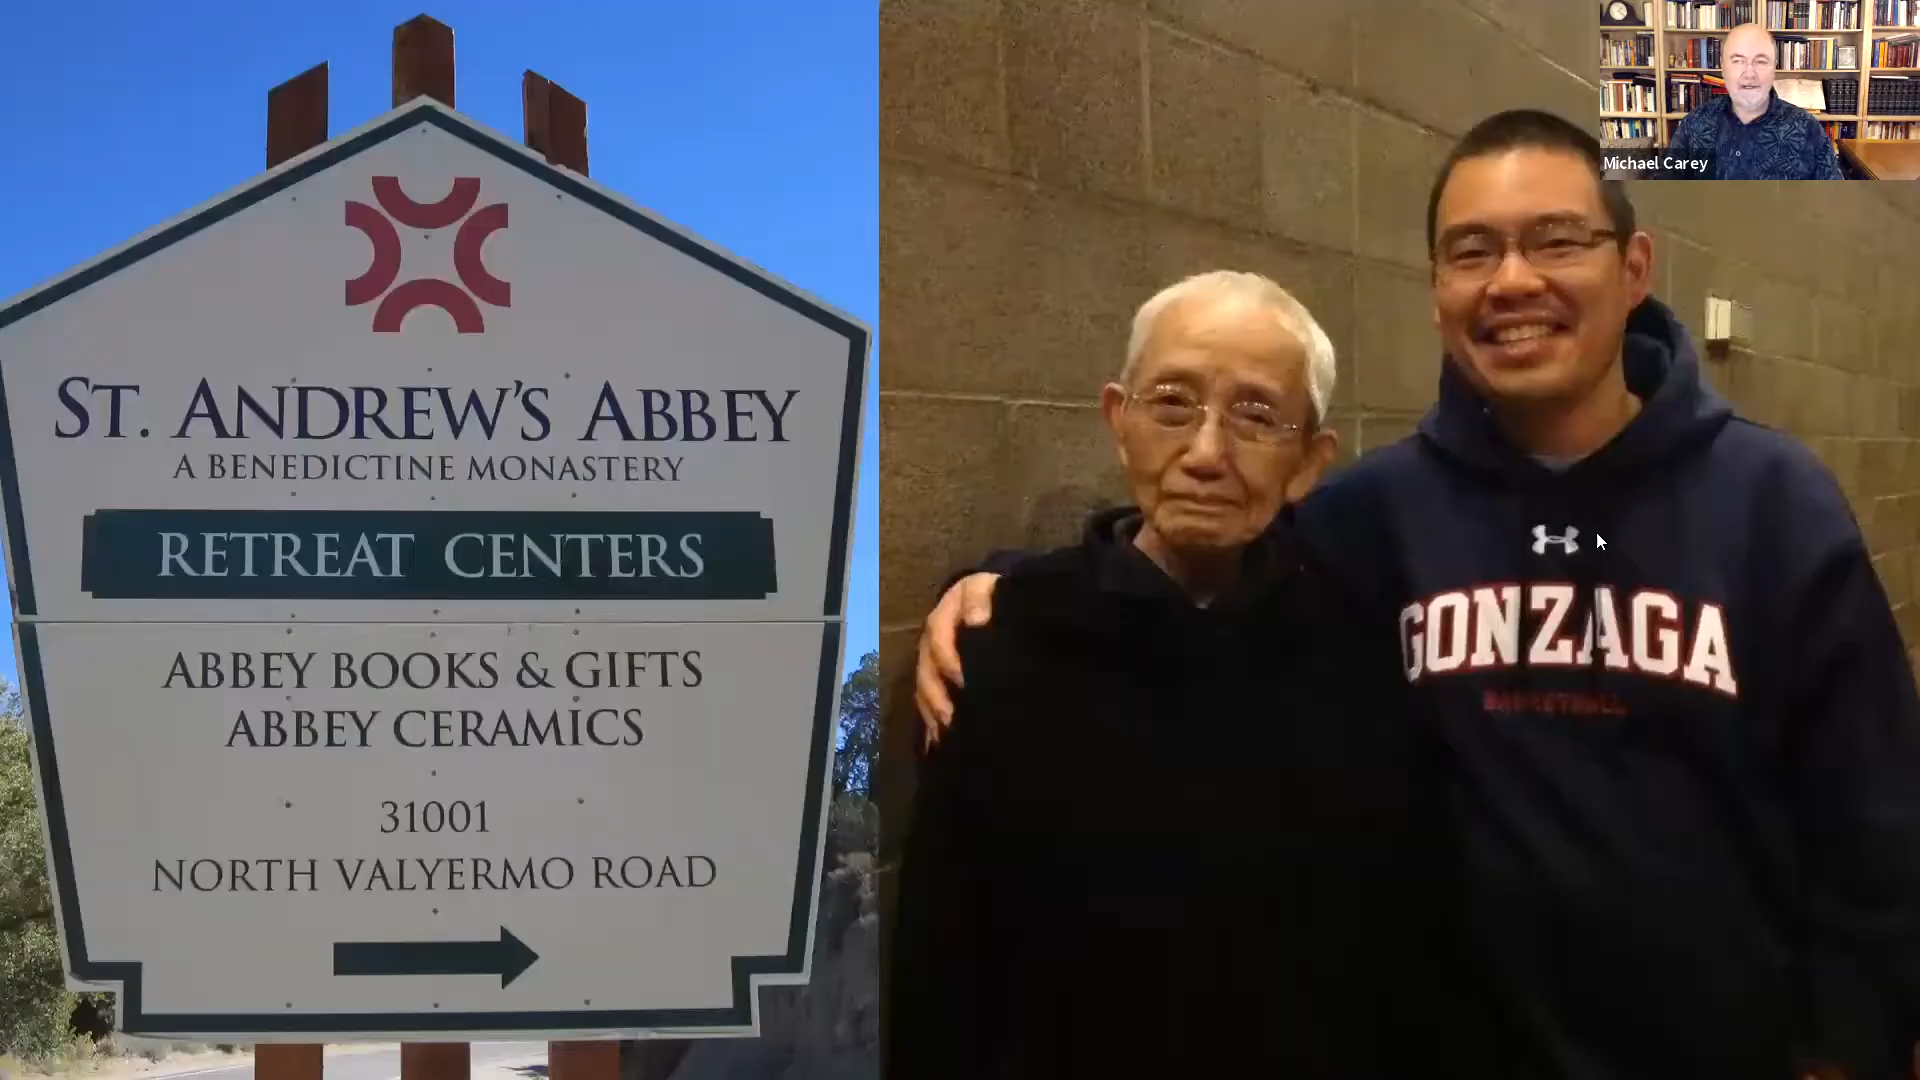 ST. ANDREW'S ABBEY
A BENEDICTINE MONASTERY
RETREAT CENTERS
ABBEY BOOKS & GIFTS
ABBEY CERAMICS
31001
NORTH VALYERMO ROAD
Michael Carey
GONZAGA
BASKETBALL